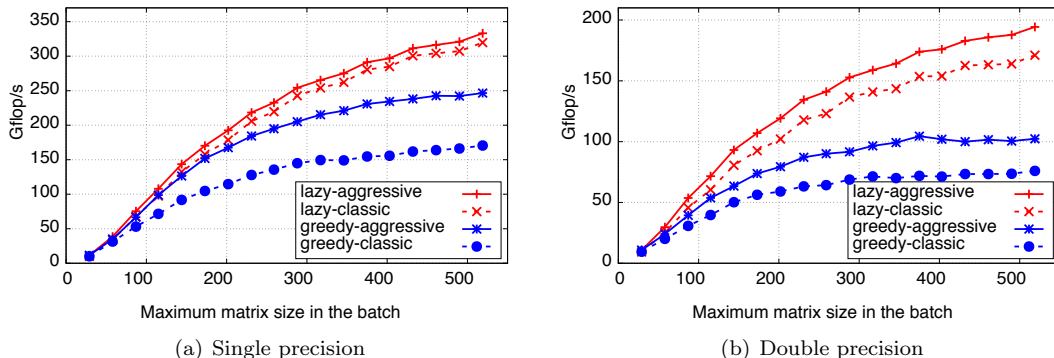 350
300
250
200
150
100
50
0
Gflop/s
lazy-aggressive
lazy-classic
greedy-aggressive
greedy-classic
0 100 200 300 400 500
Maximum matrix size in the batch
(a) Single precision
200
150
100
50
0
Gflop/s
lazy-aggressive
lazy-classic
greedy-aggressive
greedy-classic
0 100 200 300 400 500
Maximum matrix size in the batch
(b) Double precision